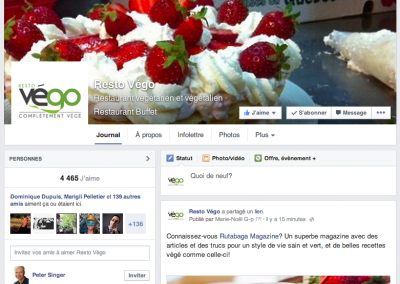 Resto Végo
Restaurant végétarien et végétalien
Restaurant Buffet
RESTO
végo
COMPLÈTEMENT VÉGÉ
J'aime
S'abonner
Message
Journal
À propos
Infolettre
Photos
Plus
PERSONNES
4 465 J'aime
Dominique Dupuis, Marigil Pelletier et 139 autres
amis aiment ça ou étaient ici.
+136
Invitez vos amis à aimer Resto Végo
Peter Singer
Inviter
Statut
Photo/vidéo
Offre, évènement +
Quoi de neuf?
Resto Végo a partagé un lien.
Publié par Marie-Noël G-p · il y a 15 minutes
Connaissez-vous Rutabaga Magazine? Un superbe magazine avec des
articles et des trucs pour un style de vie sain et vert, et de belles recettes
végé comme celle-ci!